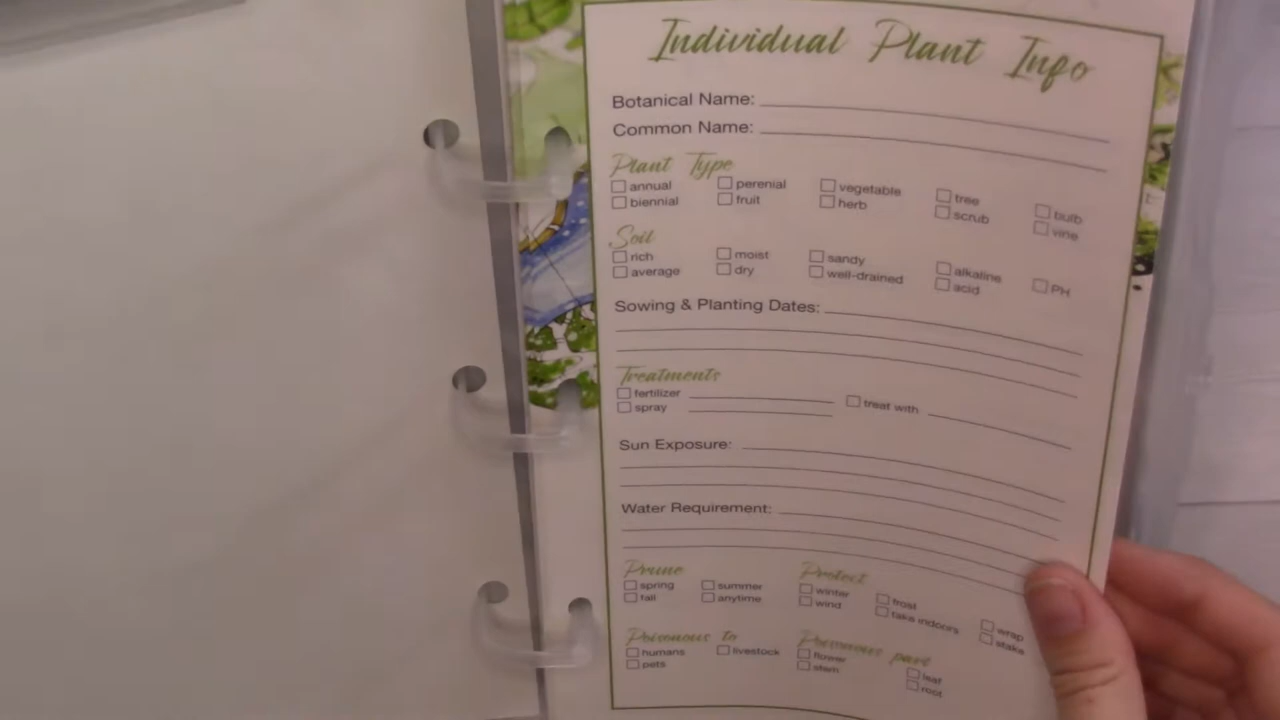 Individual Plant Info
Botanical Name:
Common Name:
Plant Type
annual perenial vegetable tree bulb
biennial fruit herb scrub vine
Soil
rich moist sandy alkaline PH
average dry well-drained acid
Sowing & Planting Dates:
Treatments
fertilizer treat with
spray
Sun Exposure:
Water Requirement:
Prune Protect
spring summer winter frost wrap
fall anytime wind take indoors stake
Poisonous to Poisonous part
humans livestock flower leaf
pets stem root